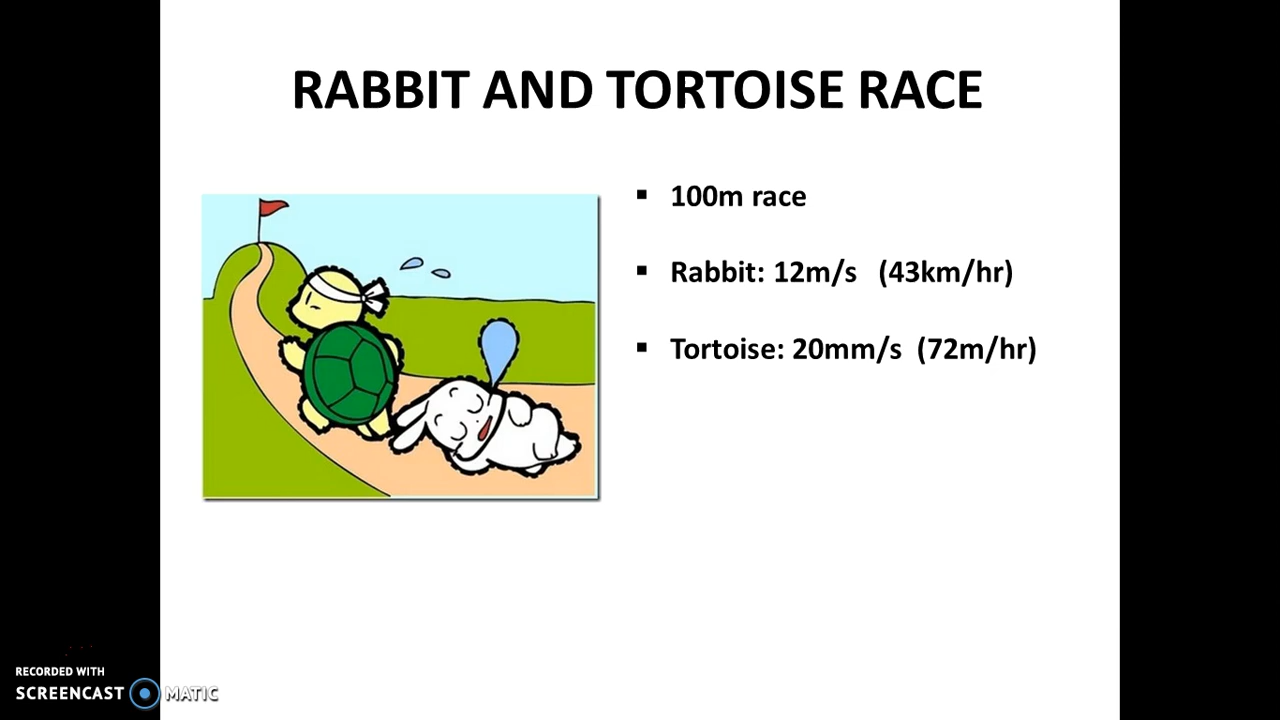 RABBIT AND TORTOISE RACE
100m race
Rabbit: 12m/s (43km/hr)
Tortoise: 20mm/s (72m/hr)
RECORDED WITH
SCREENCAST MATIC